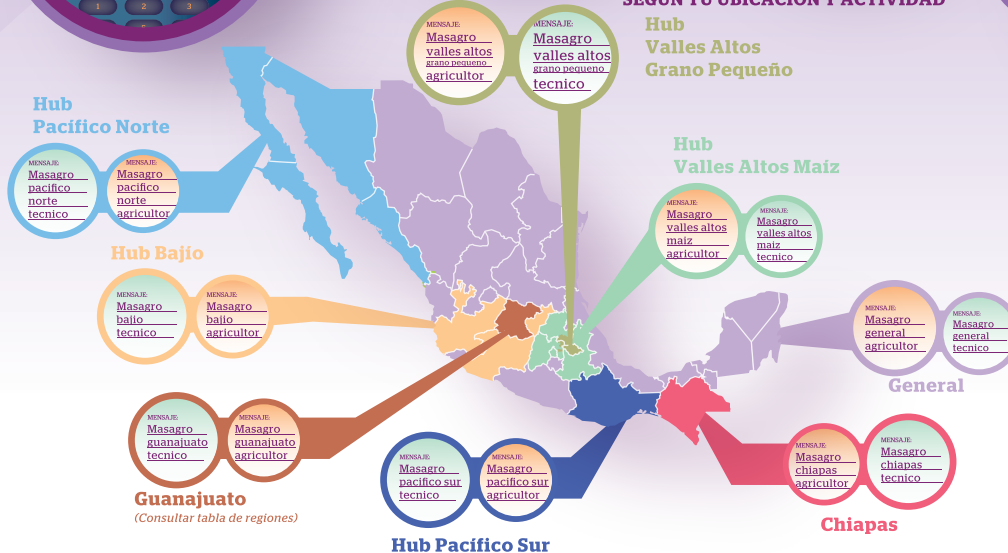 1 2 3
SEGÚN TU UBICACIÓN Y ACTIVIDAD
MENSAJE:
Masagro
valles altos
grano pequeno
agricultor
MENSAJE:
Masagro
valles altos
grano pequeno
tecnico
Hub
Valles Altos
Grano Pequeño
Hub
Pacífico Norte
MENSAJE:
Masagro
pacifico
norte
tecnico
MENSAJE:
Masagro
pacifico
norte
agricultor
Hub
Valles Altos Maíz
MENSAJE:
Masagro
valles altos
maiz
agricultor
MENSAJE:
Masagro
valles altos
maiz
tecnico
Hub Bajío
MENSAJE:
Masagro
bajio
tecnico
MENSAJE:
Masagro
bajio
agricultor
MENSAJE:
Masagro
general
agricultor
MENSAJE:
Masagro
general
tecnico
General
MENSAJE:
Masagro
guanajuato
tecnico
MENSAJE:
Masagro
guanajuato
agricultor
Guanajuato
(Consultar tabla de regiones)
MENSAJE:
Masagro
pacifico sur
tecnico
MENSAJE:
Masagro
pacifico sur
agricultor
Hub Pacífico Sur
MENSAJE:
Masagro
chiapas
agricultor
MENSAJE:
Masagro
chiapas
tecnico
Chiapas